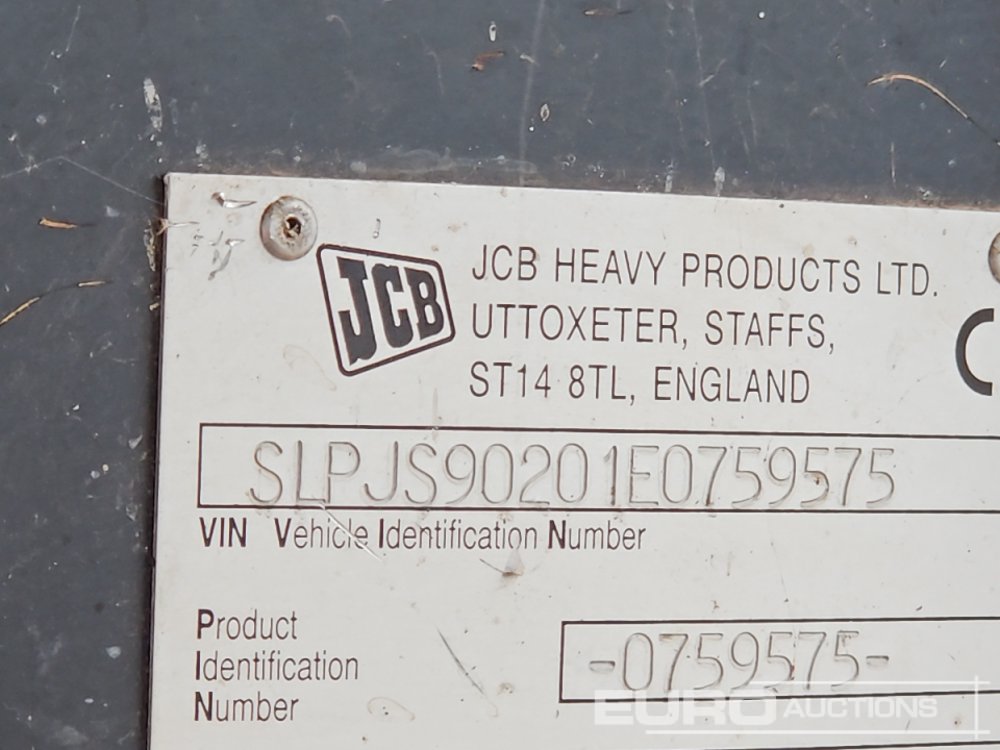 JCB
JCB HEAVY PRODUCTS LTD.
UTTOXETER, STAFFS,
ST14 8TL, ENGLAND
SLPJS90201E0759575
VIN Vehicle Identification Number
Product
Identification
Number
-0759575-
EURO AUCTIONS